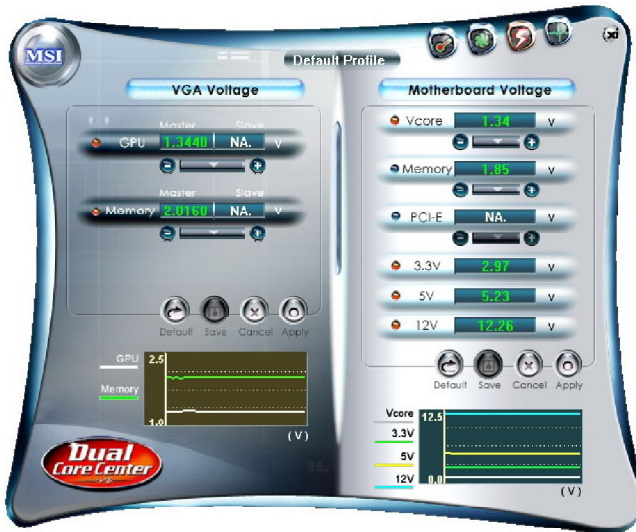 MSI
Default Profile
xi
VGA Voltage
Master Slave
GPU 1.3440 NA. V
Master Slave
Memory 2.0160 NA. V
Default Save Cancel Apply
GPU
Memory
2.5
1.0
(V)
Dual
Core Center
Motherboard Voltage
Vcore 1.34 V
Memory 1.85 V
PCI-E NA. V
3.3V 2.97 V
5V 5.23 V
12V 12.26 V
Default Save Cancel Apply
Vcore
3.3V
5V
12V
12.5
0.0
(V)